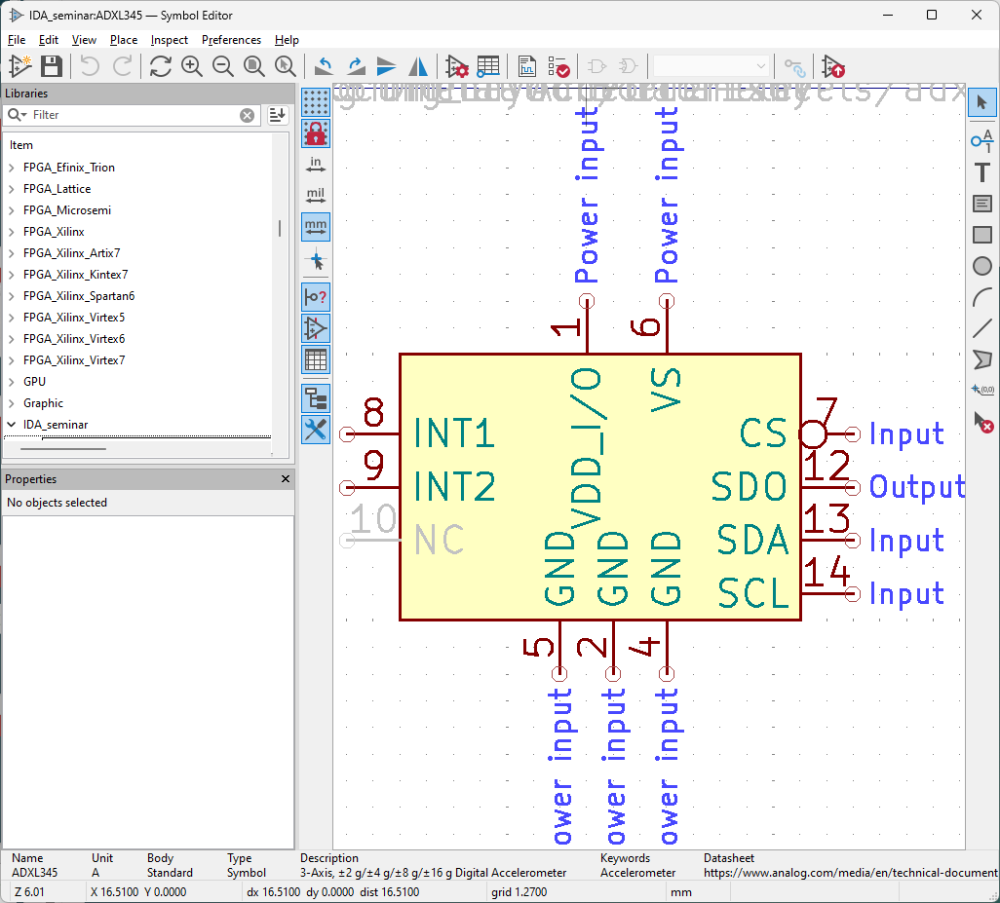 IDA_seminar:ADXL345 — Symbol Editor
File Edit View Place Inspect Preferences Help
Libraries
Filter
Item
FPGA_Efinix_Trion
FPGA_Lattice
FPGA_Microsemi
FPGA_Xilinx
FPGA_Xilinx_Artix7
FPGA_Xilinx_Kintex7
FPGA_Xilinx_Spartan6
FPGA_Xilinx_Virtex5
FPGA_Xilinx_Virtex6
FPGA_Xilinx_Virtex7
GPU
Graphic
IDA_seminar
Properties
No objects selected
in
mil
mm
A
1
T
(0,0)
Power input
Power input
1
6
VDD_I/O
VS
8
INT1
9
INT2
10
NC
7
CS
Input
12
SDO
Output
13
SDA
Input
14
SCL
Input
GND
GND
GND
5
2
4
ower input
ower input
ower input
Name Unit Body Type Description Keywords Datasheet
ADXL345 A Standard Symbol 3-Axis, ±2 g/±4 g/±8 g/±16 g Digital Accelerometer Accelerometer https://www.analog.com/media/en/technical-document
Z 6.01 X 16.5100 Y 0.0000 dx 16.5100 dy 0.0000 dist 16.5100 grid 1.2700 mm